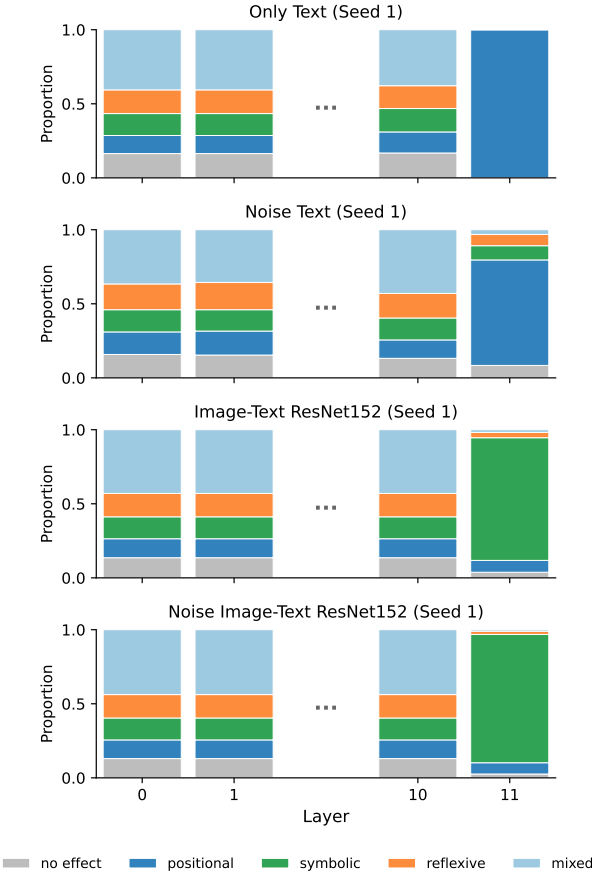 Only Text (Seed 1)
1.0
0.5
0.0
Proportion
...
Noise Text (Seed 1)
1.0
0.5
0.0
Proportion
...
Image-Text ResNet152 (Seed 1)
1.0
0.5
0.0
Proportion
...
Noise Image-Text ResNet152 (Seed 1)
1.0
0.5
0.0
Proportion
...
0 1 10 11
Layer
no effect positional symbolic reflexive mixed